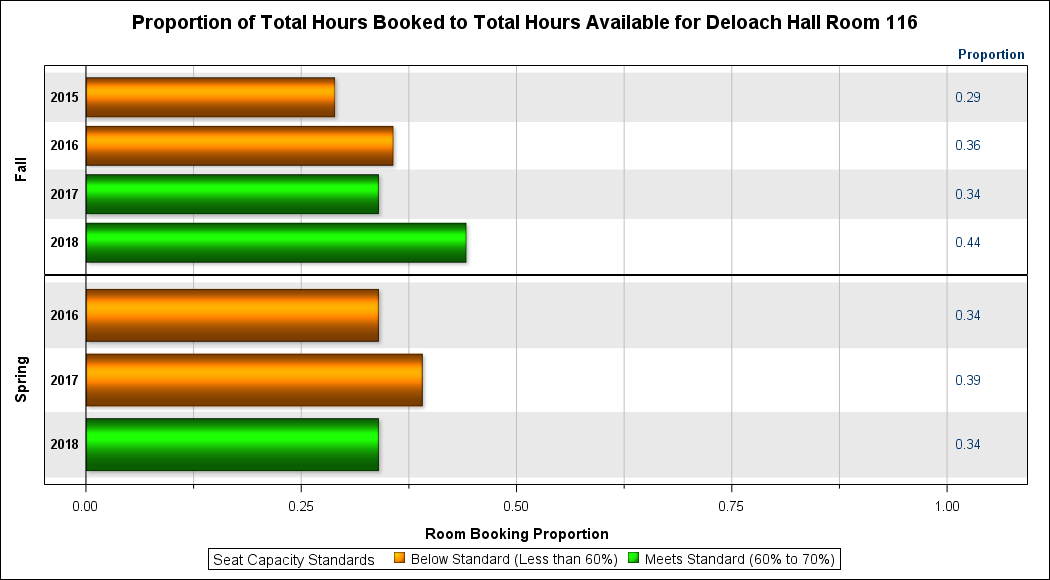 Proportion of Total Hours Booked to Total Hours Available for Deloach Hall Room 116
Proportion
Fall
2015 0.29
2016 0.36
2017 0.34
2018 0.44
Spring
2016 0.34
2017 0.39
2018 0.34
0.00 0.25 0.50 0.75 1.00
Room Booking Proportion
Seat Capacity Standards Below Standard (Less than 60%) Meets Standard (60% to 70%)